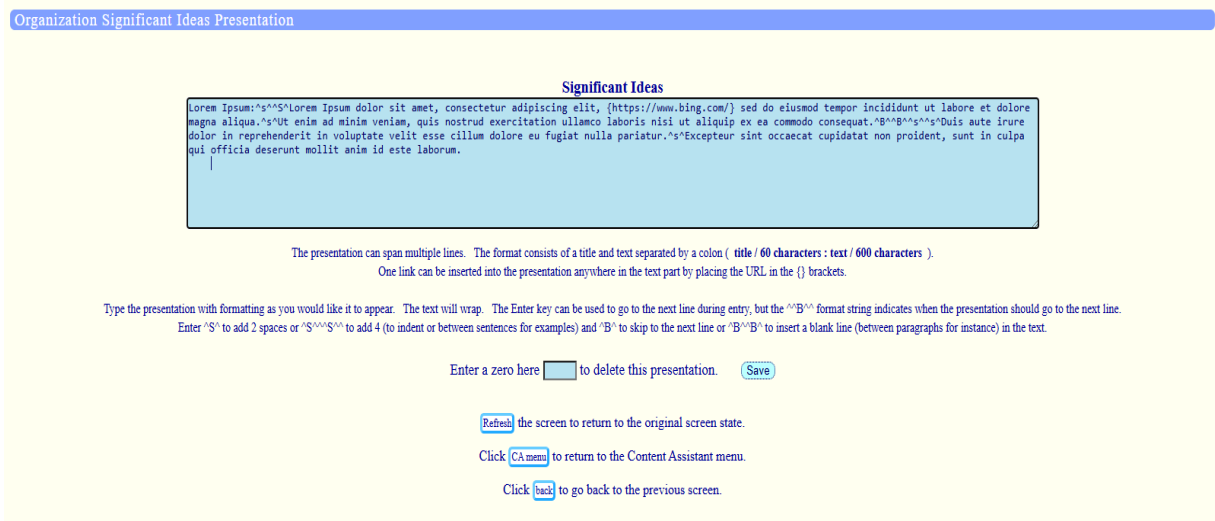 Organization Significant Ideas Presentation
Significant Ideas
Lorem Ipsum:^s^^S^Lorem Ipsum dolor sit amet, consectetur adipiscing elit, {https://www.bing.com/} sed do eiusmod tempor incididunt ut labore et dolore
magna aliqua.^s^Ut enim ad minim veniam, quis nostrud exercitation ullamco laboris nisi ut aliquip ex ea commodo consequat.^B^^B^^s^^s^Duis aute irure
dolor in reprehenderit in voluptate velit esse cillum dolore eu fugiat nulla pariatur.^s^Excepteur sint occaecat cupidatat non proident, sunt in culpa
qui officia deserunt mollit anim id este laborum.
The presentation can span multiple lines. The format consists of a title and text separated by a colon ( title / 60 characters : text / 600 characters ).
One link can be inserted into the presentation anywhere in the text part by placing the URL in the {} brackets.
Type the presentation with formatting as you would like it to appear. The text will wrap. The Enter key can be used to go to the next line during entry, but the ^^B^^ format string indicates when the presentation should go to the next line.
Enter ^S^ to add 2 spaces or ^S^^^S^^ to add 4 (to indent or between sentences for examples) and ^B^ to skip to the next line or ^B^^B^ to insert a blank line (between paragraphs for instance) in the text.
Enter a zero here to delete this presentation. Save
Refresh the screen to return to the original screen state.
Click CA menu to return to the Content Assistant menu.
Click back to go back to the previous screen.